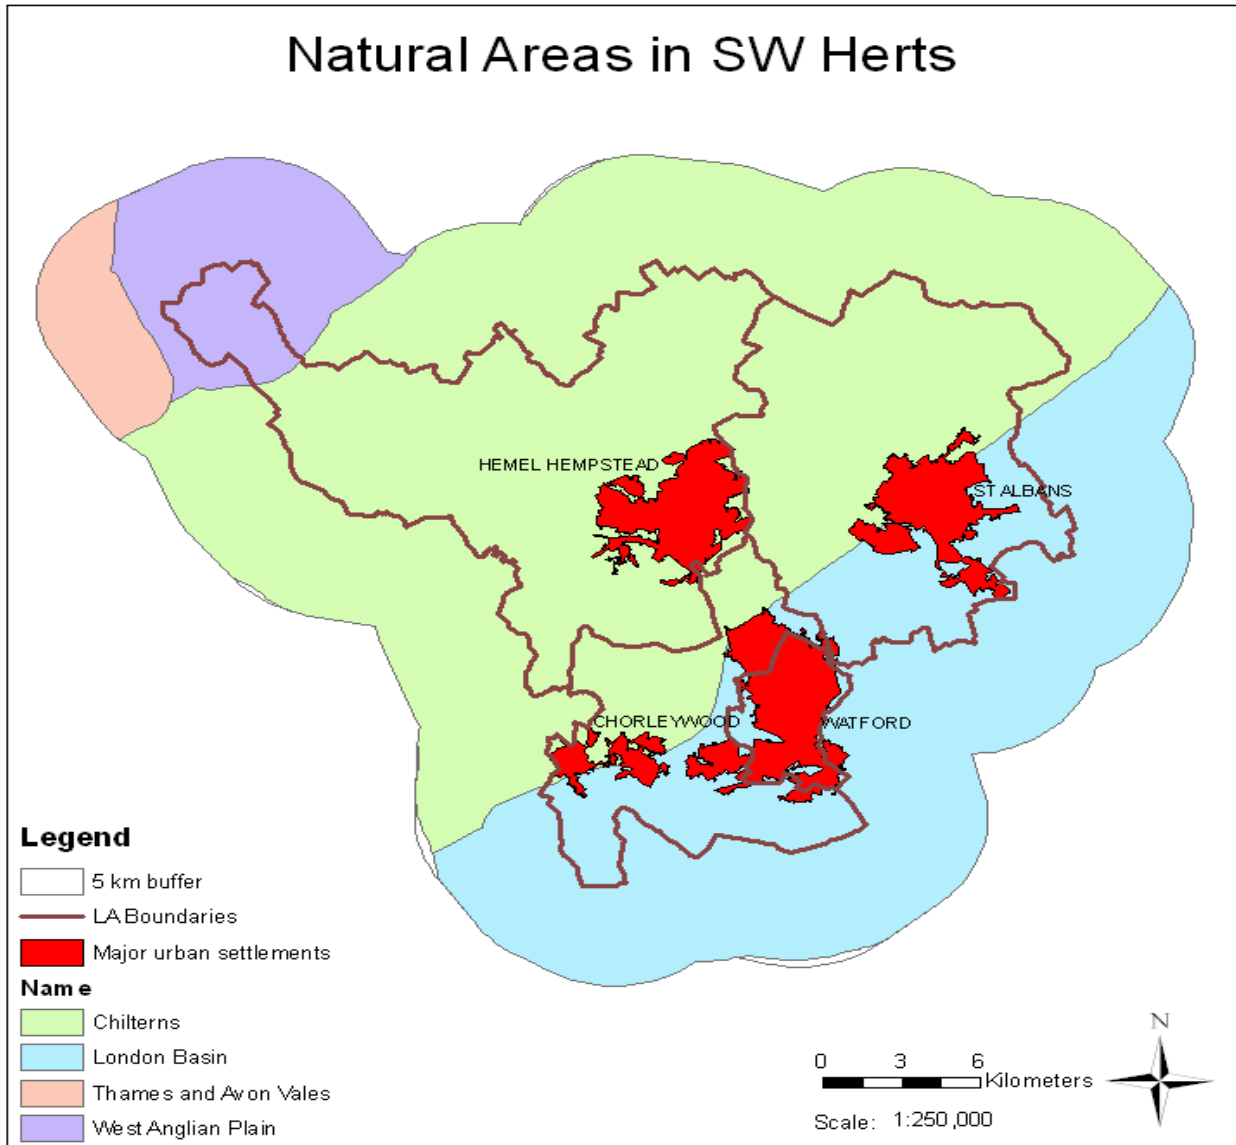 Natural Areas in SW Herts
HEMEL HEMPSTEAD
ST ALBANS
CHORLEYWOOD
WATFORD
Legend
5 km buffer
LA Boundaries
Major urban settlements
Name
Chilterns
London Basin
Thames and Avon Vales
West Anglian Plain
N
0 3 6
Kilometers
Scale: 1:250,000